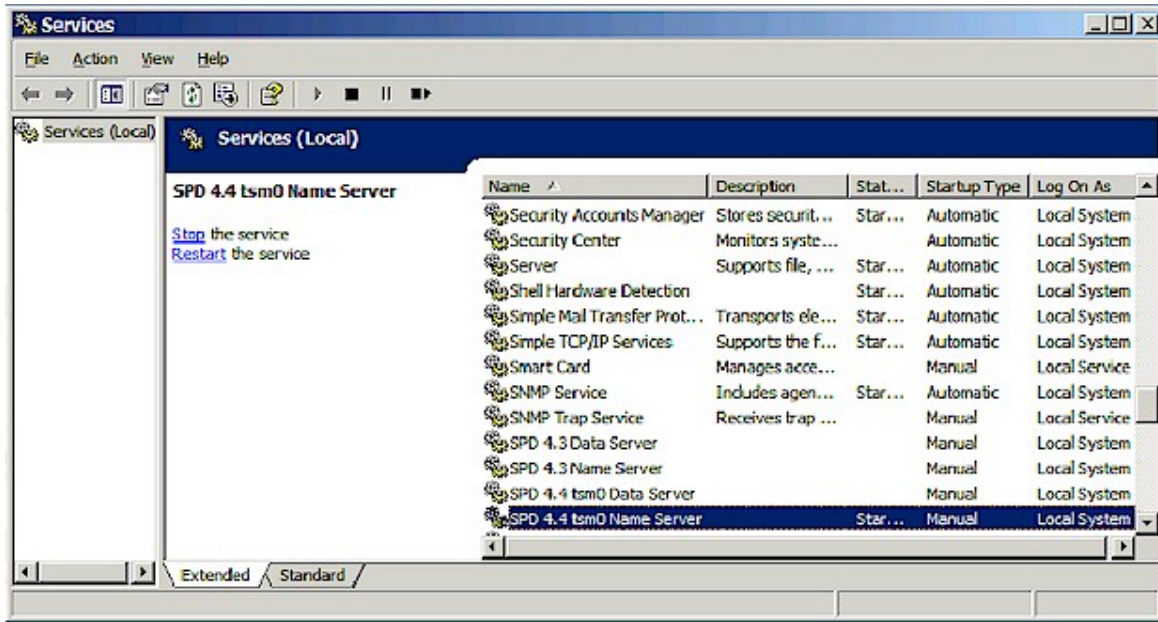 Services
File Action View Help
Services (Local)
Services (Local)
SPD 4.4 tsm0 Name Server
Stop the service
Restart the service
Name Description Stat... Startup Type Log On As
Security Accounts Manager Stores securit... Star... Automatic Local System
Security Center Monitors syste... Automatic Local System
Server Supports file, ... Star... Automatic Local System
Shell Hardware Detection Star... Automatic Local System
Simple Mail Transfer Prot... Transports ele... Star... Automatic Local System
Simple TCP/IP Services Supports the f... Star... Automatic Local System
Smart Card Manages acce... Manual Local Service
SNMP Service Includes agen... Star... Automatic Local System
SNMP Trap Service Receives trap ... Manual Local Service
SPD 4.3 Data Server Manual Local System
SPD 4.3 Name Server Manual Local System
SPD 4.4 tsm0 Data Server Manual Local System
SPD 4.4 tsm0 Name Server Star... Manual Local System
Extended Standard